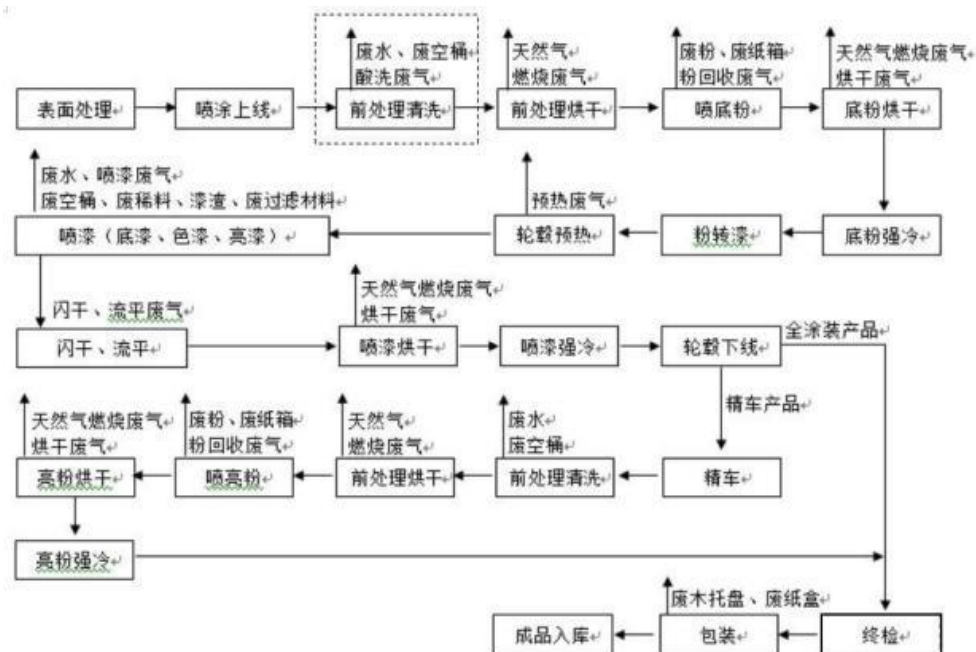 废水、废空桶
酸洗废气
天然气
燃烧废气
废粉、废纸箱
粉回收废气
天然气燃烧废气
烘干废气
表面处理
喷涂上线
前处理清洗
前处理烘干
喷底粉
底粉烘干
废水、喷漆废气
废空桶、废稀料、漆渣、废过滤材料
预热废气
喷漆（底漆、色漆、亮漆）
轮毂预热
粉转漆
底粉强冷
闪干、流平废气
天然气燃烧废气
烘干废气
全涂装产品
闪干、流平
喷漆烘干
喷漆强冷
轮毂下线
精车产品
天然气燃烧废气
烘干废气
废粉、废纸箱
粉回收废气
天然气
燃烧废气
废水
废空桶
亮粉烘干
喷亮粉
前处理烘干
前处理清洗
精车
亮粉强冷
废木托盘、废纸盒
成品入库
包装
终检